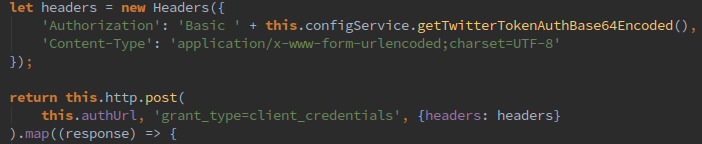 let headers = new Headers({
'Authorization': 'Basic ' + this.configService.getTwitterTokenAuthBase64Encoded(),
'Content-Type': 'application/x-www-form-urlencoded;charset=UTF-8'
});
return this.http.post(
this.authUrl, 'grant_type=client_credentials', {headers: headers}
).map((response) => {